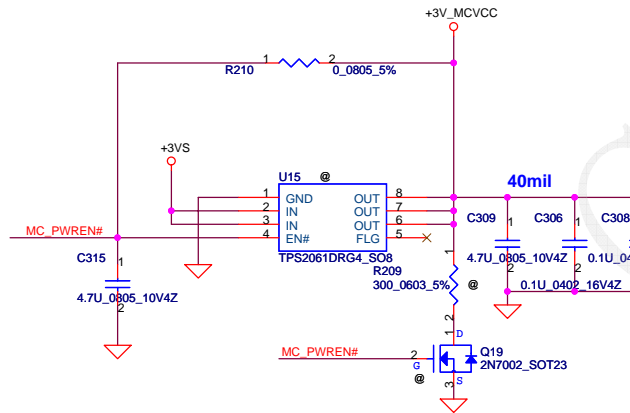 +3V_MCVCC
1
2
R210
0_0805_5%
+3VS
U15
@
40mil
1
GND
OUT
8
2
IN
OUT
7
3
IN
OUT
6
4
EN#
FLG
5
TPS2061DRG4_SO8
MC_PWREN#
C315
1
2
4.7U_0805_10V4Z
R209
300_0603_5%
1
2
@
C309
1
2
4.7U_0805_10V4Z
C306
1
2
0.1U_0402_16V4Z
C308
0.1U_04
MC_PWREN#
2
G
@
1
D
3
S
Q19
2N7002_SOT23